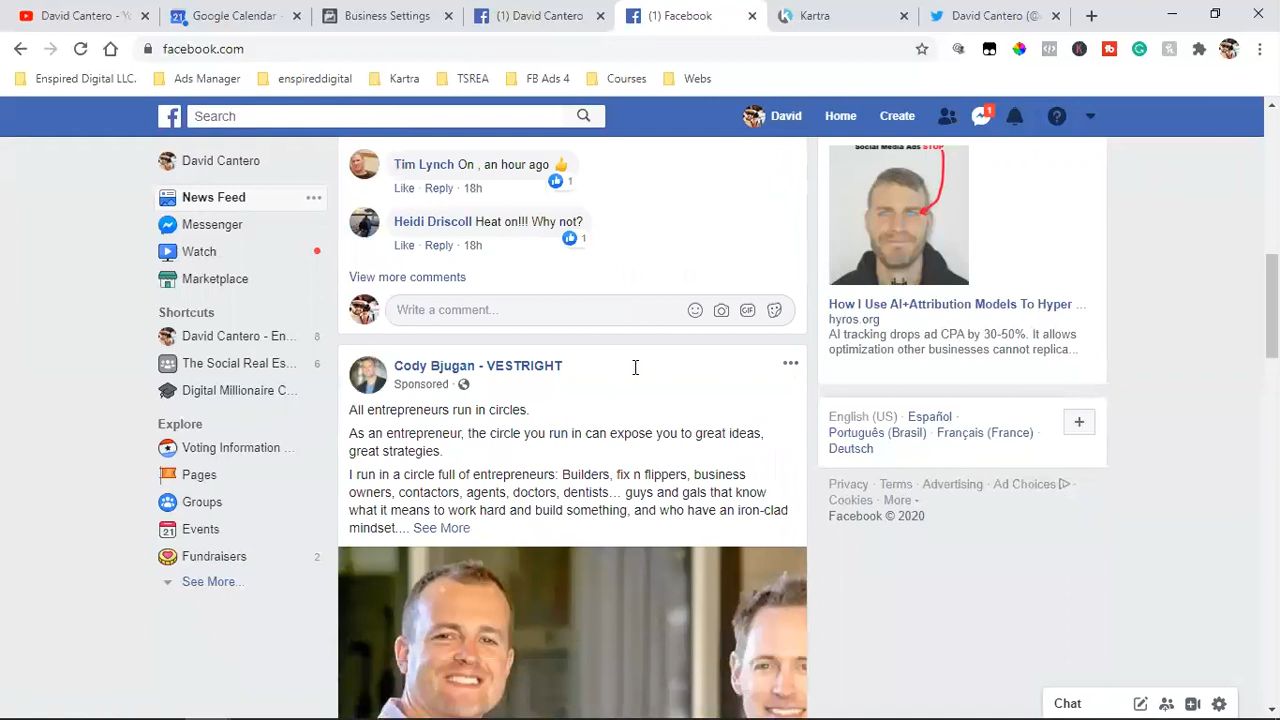 David Cantero -
Google Calendar
Business Settings
(1) David Cantero
(1) Facebook
Kartra
David Cantero (@
facebook.com
Enspired Digital LLC.
Ads Manager
enspireddigital
Kartra
TSREA
FB Ads 4
Courses
Webs
Search
David
Home
Create
1
David Cantero
News Feed
Messenger
Watch
Marketplace
Shortcuts
David Cantero - En... 8
The Social Real Es... 6
Digital Millionaire C...
Explore
Voting Information ...
Pages
Groups
Events
Fundraisers 2
See More...
Tim Lynch On , an hour ago 👍
1
Like · Reply · 18h
Heidi Driscoll Heat on!!! Why not?
1
Like · Reply · 18h
View more comments
Write a comment...
GIF
Cody Bjugan - VESTRIGHT
Sponsored ·
All entrepreneurs run in circles.
As an entrepreneur, the circle you run in can expose you to great ideas,
great strategies.
I run in a circle full of entrepreneurs: Builders, fix n flippers, business
owners, contactors, agents, doctors, dentists... guys and gals that know
what it means to work hard and build something, and who have an iron-clad
mindset.... See More
Social Media Ads STOP
How I Use AI+Attribution Models To Hyper ...
hyros.org
AI tracking drops ad CPA by 30-50%. It allows
optimization other businesses cannot replica...
English (US) · Español ·
Português (Brasil) · Français (France) ·
Deutsch
Privacy · Terms · Advertising · Ad Choices ·
Cookies · More
Facebook © 2020
Chat